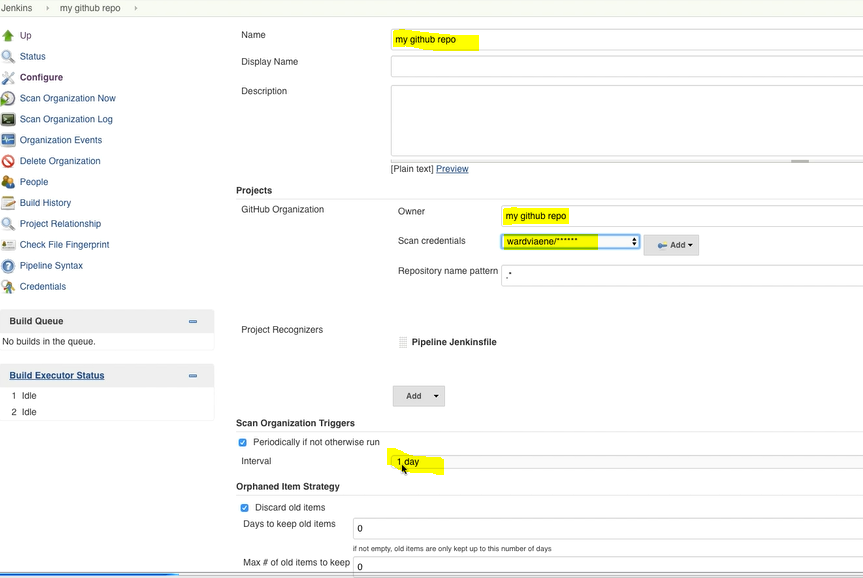 Jenkins my github repo
Up
Status
Configure
Scan Organization Now
Scan Organization Log
Organization Events
Delete Organization
People
Build History
Project Relationship
Check File Fingerprint
Pipeline Syntax
Credentials
Build Queue
No builds in the queue.
Build Executor Status
1 Idle
2 Idle
Name my github repo
Display Name
Description
[Plain text] Preview
Projects
GitHub Organization
Owner my github repo
Scan credentials wardviaene/****** Add
Repository name pattern .*
Project Recognizers
Pipeline Jenkinsfile
Add
Scan Organization Triggers
Periodically if not otherwise run
Interval 1 day
Orphaned Item Strategy
Discard old items
Days to keep old items 0
if not empty, old items are only kept up to this number of days
Max # of old items to keep 0